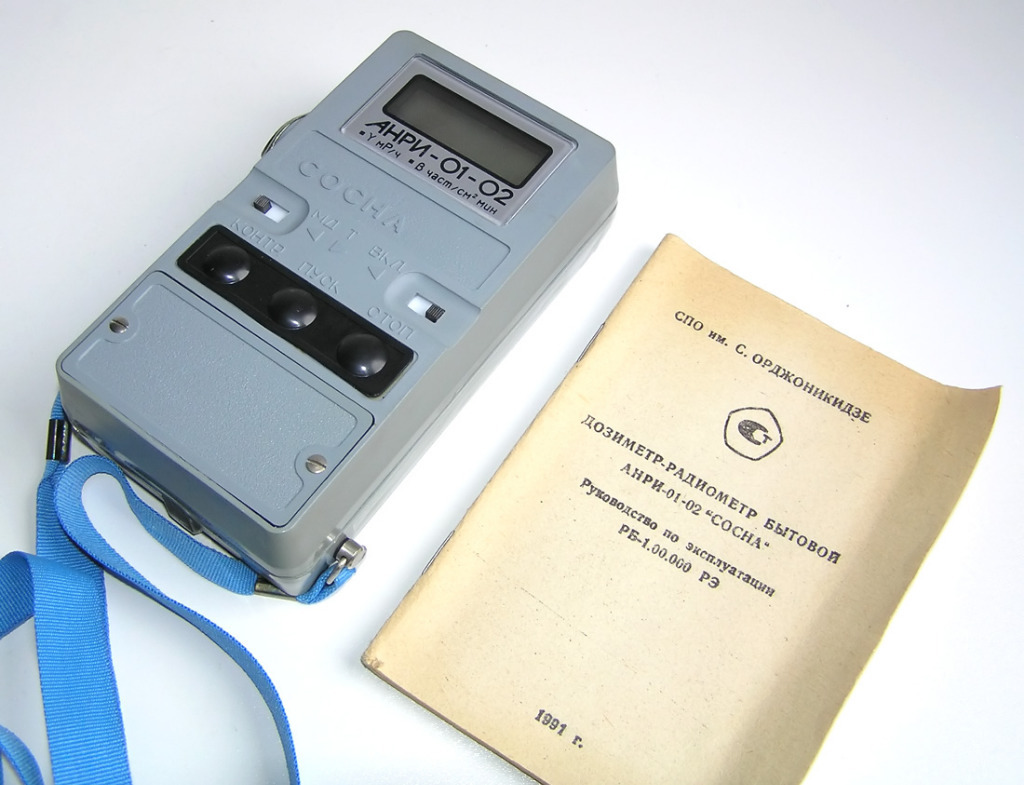 АНРИ-01-02
γ мР/ч β част/см² мин
СОСНА
МД Т ВКЛ
КОНТР ПУСК СТОП
СПО им. С. ОРДЖОНИКИДЗЕ
ДОЗИМЕТР-РАДИОМЕТР БЫТОВОЙ
АНРИ-01-02 "СОСНА"
Руководство по эксплуатации
РБ-1.00.000 РЭ
1991 г.